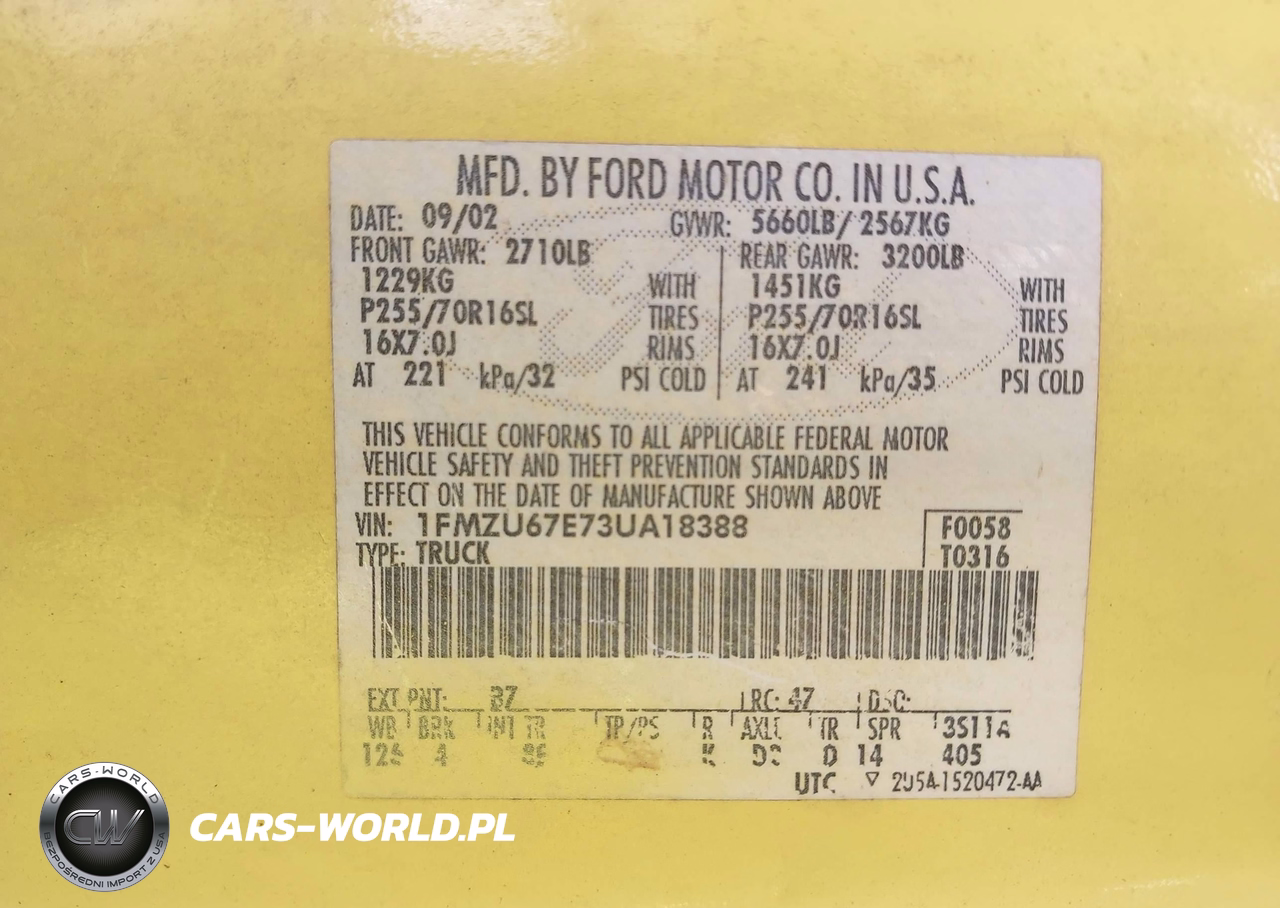 MFD. BY FORD MOTOR CO. IN U.S.A.
DATE: 09/02 GVWR: 5660LB/ 2567KG
FRONT GAWR: 2710LB REAR GAWR: 3200LB
1229KG WITH 1451KG WITH
P255/70R16SL TIRES P255/70R16SL TIRES
16X7.0J RIMS 16X7.0J RIMS
AT 221 kPa/32 PSI COLD AT 241 kPa/35 PSI COLD
THIS VEHICLE CONFORMS TO ALL APPLICABLE FEDERAL MOTOR
VEHICLE SAFETY AND THEFT PREVENTION STANDARDS IN
EFFECT ON THE DATE OF MANUFACTURE SHOWN ABOVE
VIN: 1FMZU67E73UA18388 F0058
TYPE: TRUCK T0316
EXT PNT: B7 RC: 47 DSO:
WB BRK INT TR TP/PS R AXLE TR SPR 3S11A
4 D 14 405
UTC ▽ 2U5A-1520472-AA
CARS-WORLD
CW
BEZPOŚREDNI IMPORT Z USA
CARS-WORLD.PL